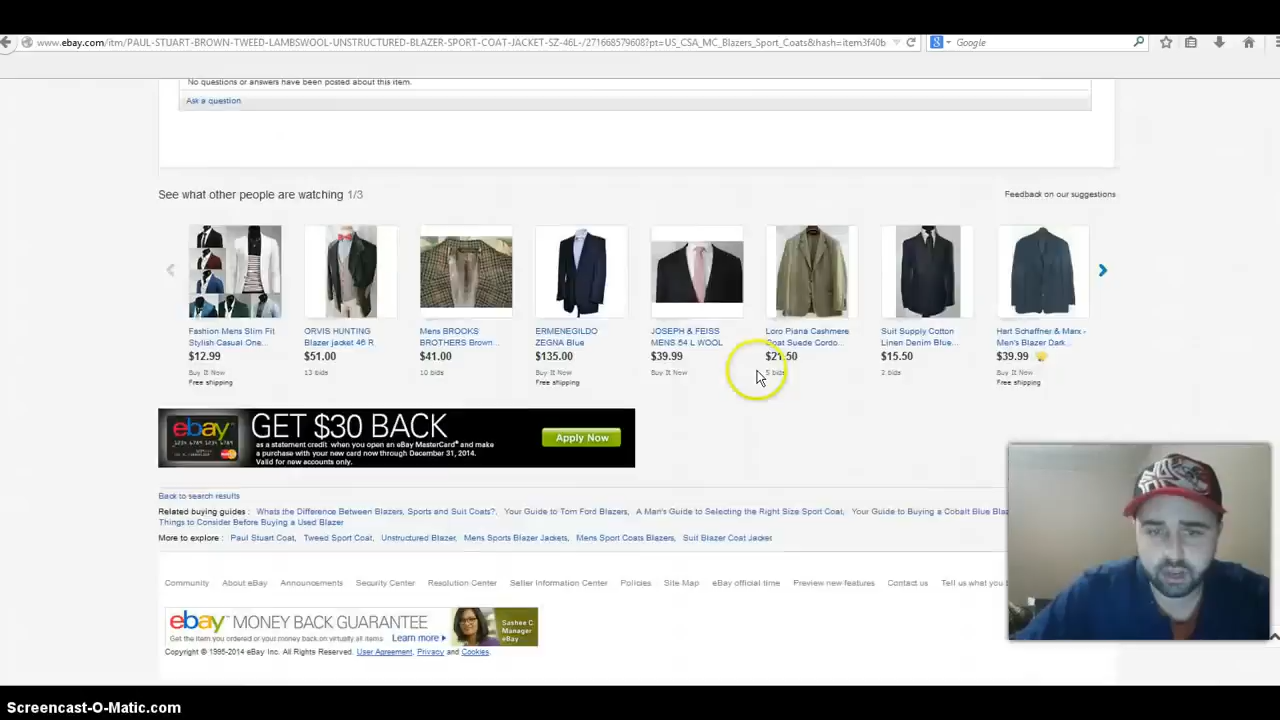 www.ebay.com/itm/PAUL-STUART-BROWN-TWEED-LAMBSWOOL-UNSTRUCTURED-BLAZER-SPORT-COAT-JACKET-SZ-46L-/271668579608?pt=US_CSA_MC_Blazers_Sport_Coats&hash=item3f40b
Google
No questions or answers have been posted about this item.
Ask a question
See what other people are watching 1/3
Feedback on our suggestions
Fashion Mens Slim Fit
Stylish Casual One...
$12.99
Buy It Now
Free shipping
ORVIS HUNTING
Blazer jacket 46 R
$51.00
13 bids
Mens BROOKS
BROTHERS Brown...
$41.00
10 bids
ERMENEGILDO
ZEGNA Blue
$135.00
Buy It Now
Free shipping
JOSEPH & FEISS
MENS 54 L WOOL
$39.99
Buy It Now
Loro Piana Cashmere
Coat Suede Cordo...
$21.50
5 bids
Suit Supply Cotton
Linen Denim Blue...
$15.50
2 bids
Hart Schaffner & Marx -
Men's Blazer Dark...
$39.99
Buy It Now
Free shipping
ebay
MasterCard
GET $30 BACK
as a statement credit when you open an eBay MasterCard and make
a purchase with your new card now through December 31, 2014.
Valid for new accounts only.
Apply Now
Back to search results
Related buying guides : Whats the Difference Between Blazers, Sports and Suit Coats?, Your Guide to Tom Ford Blazers, A Man's Guide to Selecting the Right Size Sport Coat, Your Guide to Buying a Cobalt Blue Blaz
Things to Consider Before Buying a Used Blazer
More to explore : Paul Stuart Coat, Tweed Sport Coat, Unstructured Blazer, Mens Sports Blazer Jackets, Mens Sport Coats Blazers, Suit Blazer Coat Jacket
Community About eBay Announcements Security Center Resolution Center Seller Information Center Policies Site Map eBay official time Preview new features Contact us Tell us what you
ebay MONEY BACK GUARANTEE
Get the item you ordered or your money back on virtually all items
Learn more
Sashee C.
Manager
eBay
Copyright © 1995-2014 eBay Inc. All Rights Reserved. User Agreement, Privacy and Cookies.
Screencast-O-Matic.com